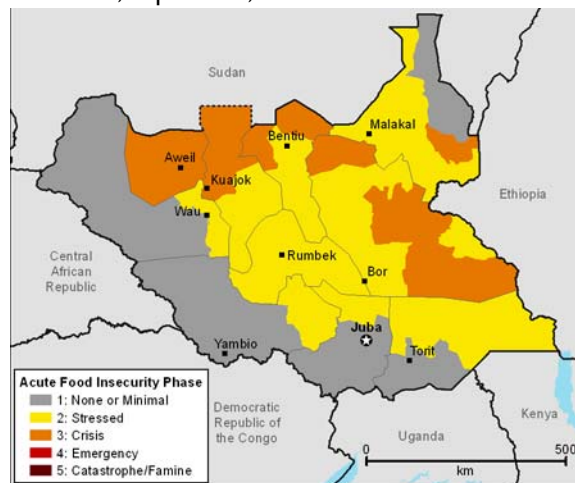 Sudan
Malakal
Bentiu
Aweil
Kuajok
Ethiopia
Wau
Central
African
Republic
Rumbek
Bor
Juba
Yambio
Torit
Acute Food Insecurity Phase
1: None or Minimal
2: Stressed
3: Crisis
4: Emergency
5: Catastrophe/Famine
Democratic
Republic of
the Congo
Uganda
Kenya
0
500
km